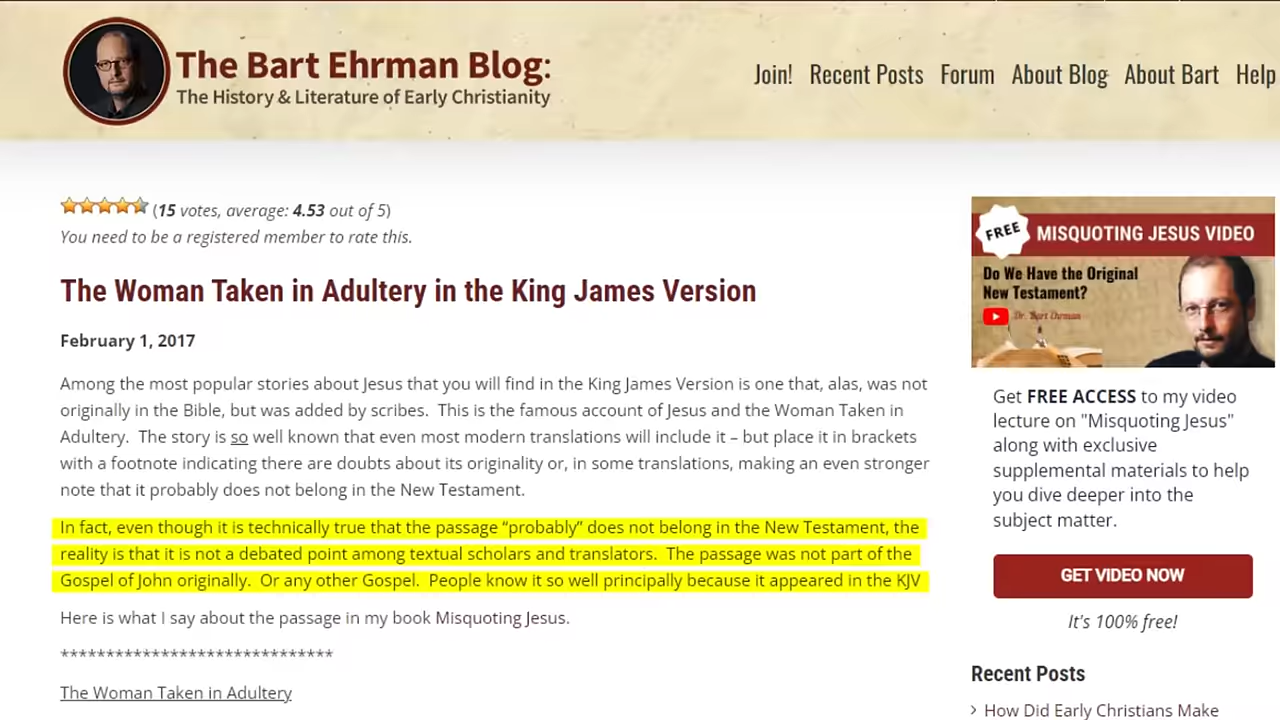 The Bart Ehrman Blog:
The History & Literature of Early Christianity
Join! Recent Posts Forum About Blog About Bart Help
(15 votes, average: 4.53 out of 5)
You need to be a registered member to rate this.
The Woman Taken in Adultery in the King James Version
February 1, 2017
Among the most popular stories about Jesus that you will find in the King James Version is one that, alas, was not
originally in the Bible, but was added by scribes.  This is the famous account of Jesus and the Woman Taken in
Adultery.  The story is so well known that even most modern translations will include it – but place it in brackets
with a footnote indicating there are doubts about its originality or, in some translations, making an even stronger
note that it probably does not belong in the New Testament.
In fact, even though it is technically true that the passage “probably” does not belong in the New Testament, the
reality is that it is not a debated point among textual scholars and translators.  The passage was not part of the
Gospel of John originally.  Or any other Gospel.  People know it so well principally because it appeared in the KJV
Here is what I say about the passage in my book Misquoting Jesus.
******************************
The Woman Taken in Adultery
FREE
MISQUOTING JESUS VIDEO
Do We Have the Original
New Testament?
Dr. Bart Ehrman
Get FREE ACCESS to my video
lecture on "Misquoting Jesus"
along with exclusive
supplemental materials to help
you dive deeper into the
subject matter.
GET VIDEO NOW
It's 100% free!
Recent Posts
How Did Early Christians Make